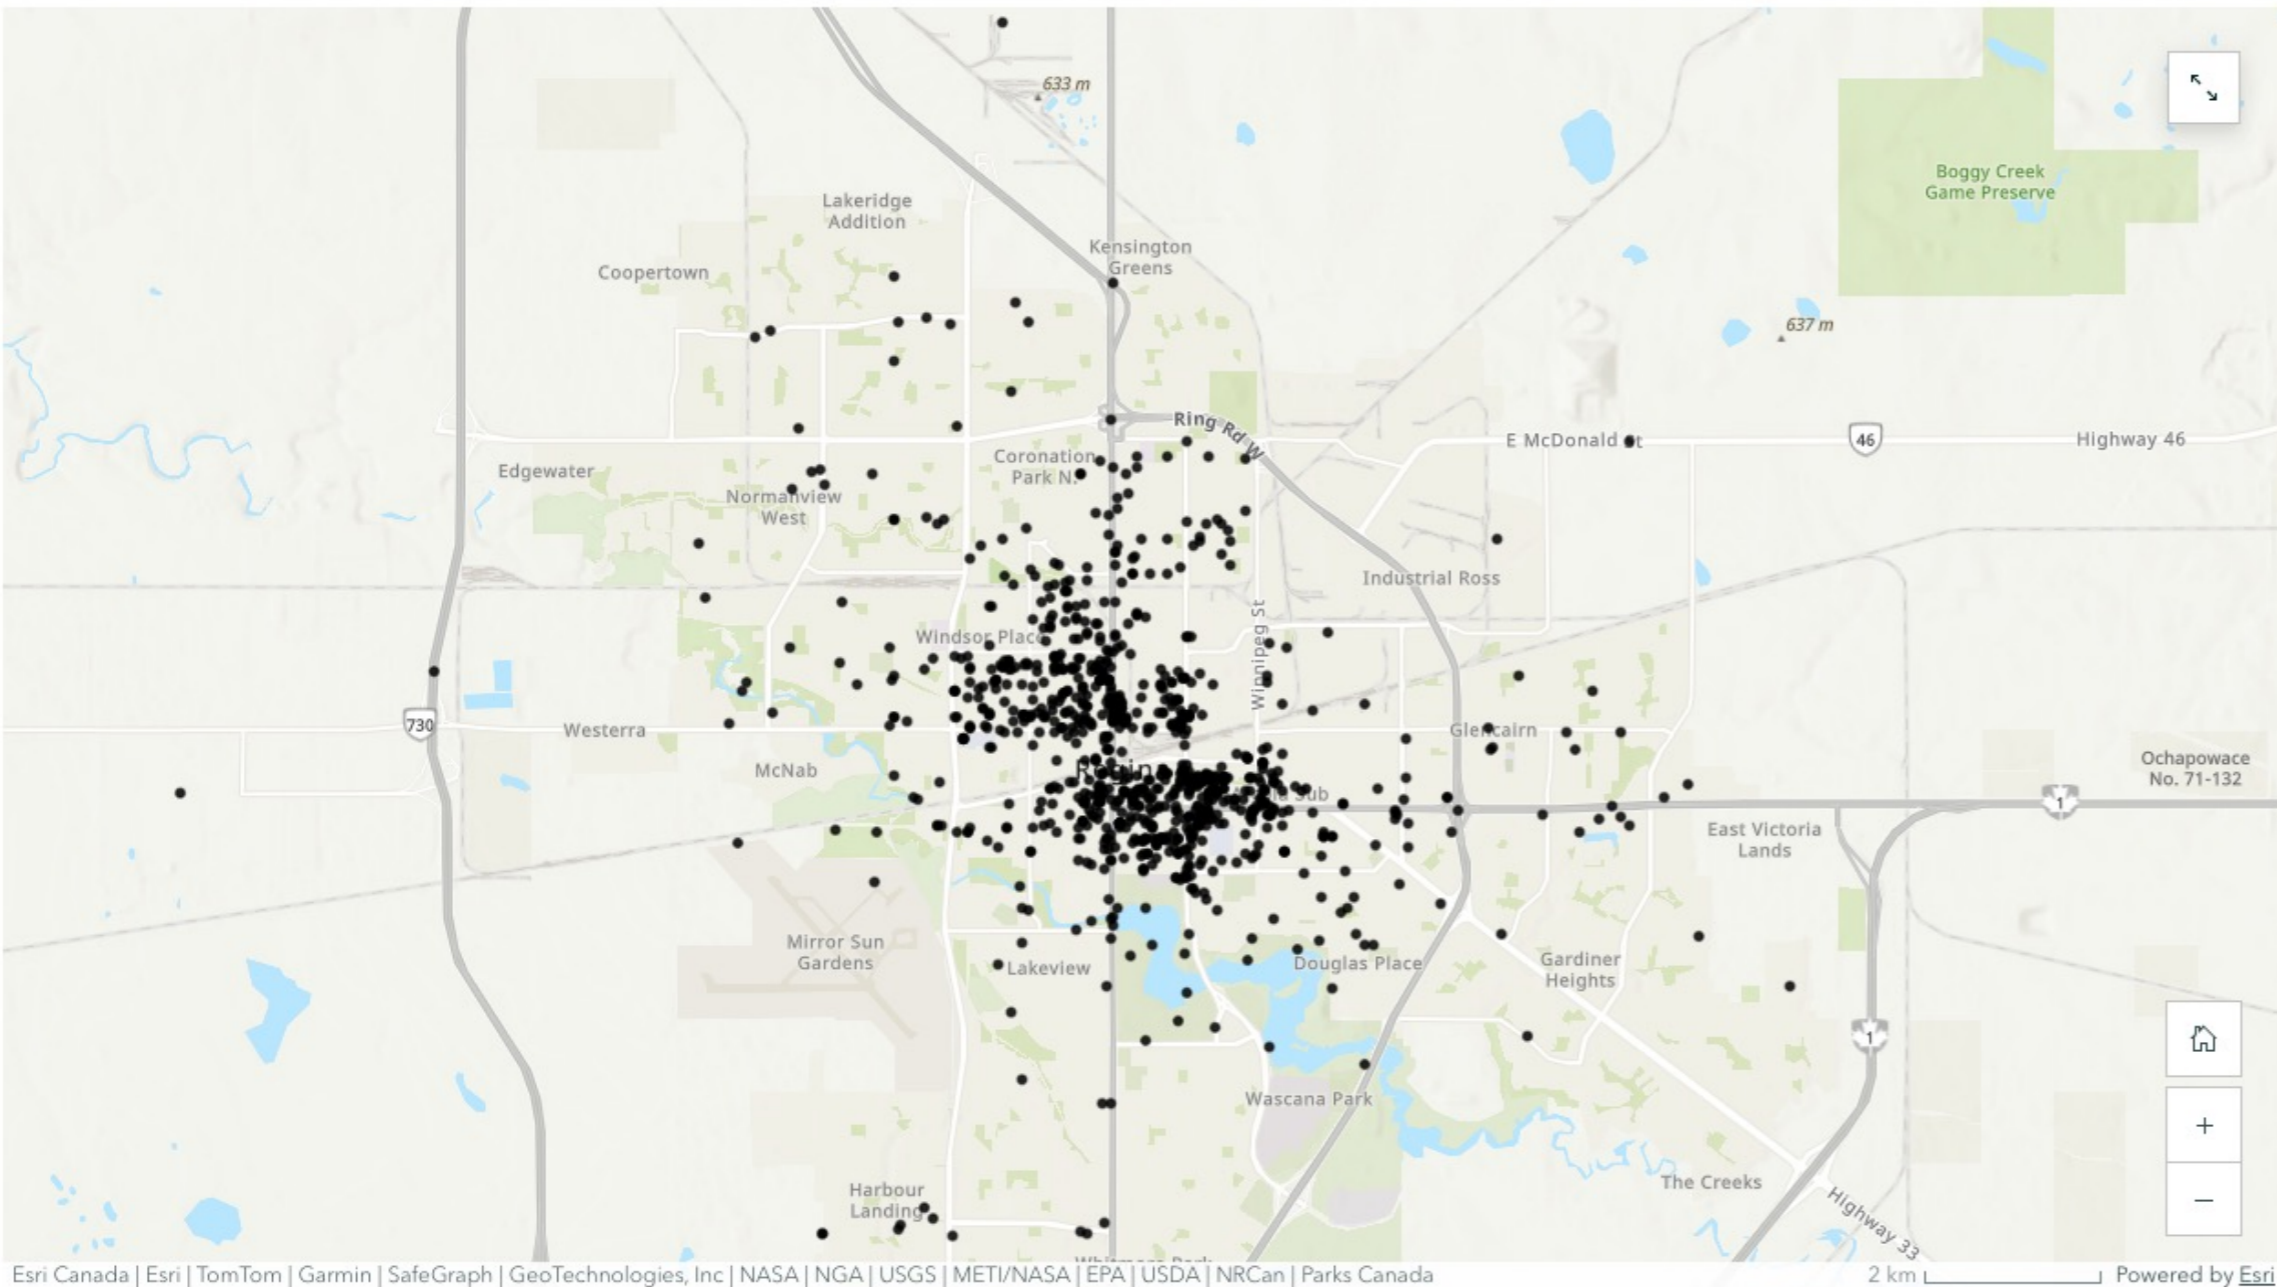 633 m
Boggy Creek
Game Preserve
Lakeridge
Addition
Kensington
Greens
Coopertown
637 m
Ring Rd W
E McDonald St
46
Highway 46
Coronation
Park N.
Edgewater
Normanview
West
Industrial Ross
Windsor Place
Winnipeg St
730
Westerra
Glencairn
McNab
Regina
Sub
Ochapowace
No. 71-132
1
East Victoria
Lands
Mirror Sun
Gardens
Lakeview
Douglas Place
Gardiner
Heights
1
Wascana Park
Harbour
Landing
The Creeks
Highway 33
Whitmore Park
Esri Canada | Esri | TomTom | Garmin | SafeGraph | GeoTechnologies, Inc | NASA | NGA | USGS | METI/NASA | EPA | USDA | NRCan | Parks Canada
2 km
Powered by Esri